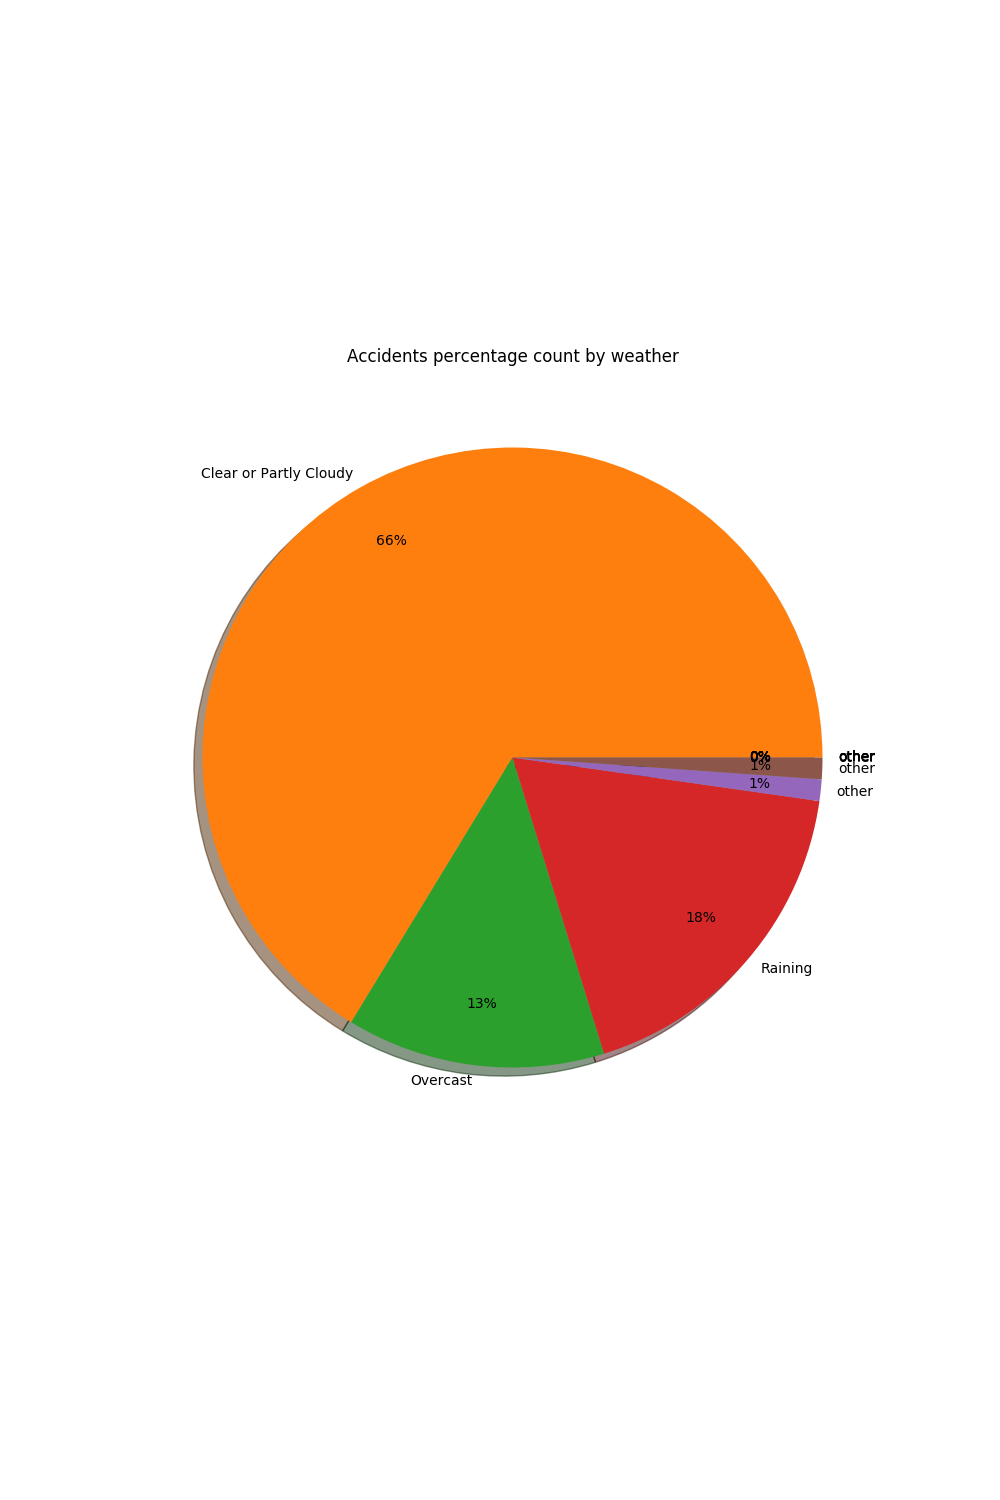 Accidents percentage count by weather
Clear or Partly Cloudy
66%
0%
other
1%
other
1%
other
18%
Raining
13%
Overcast